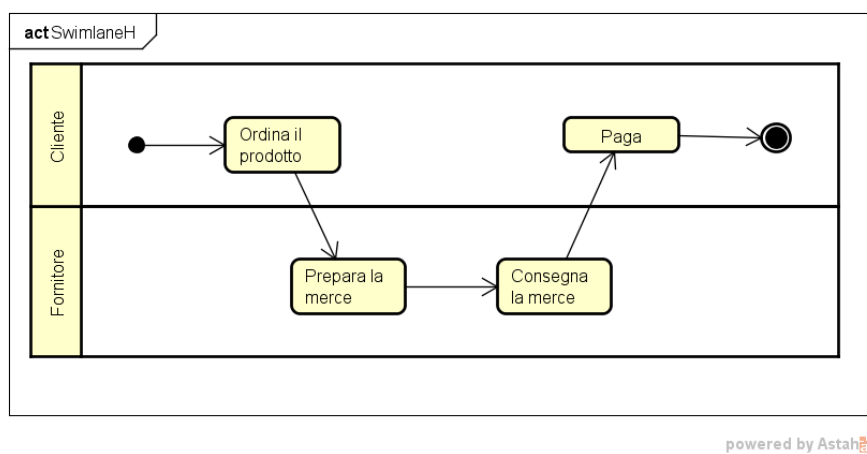 act SwimlaneH
Cliente
Ordina il
prodotto
Paga
Fornitore
Prepara la
merce
Consegna
la merce
powered by Astah